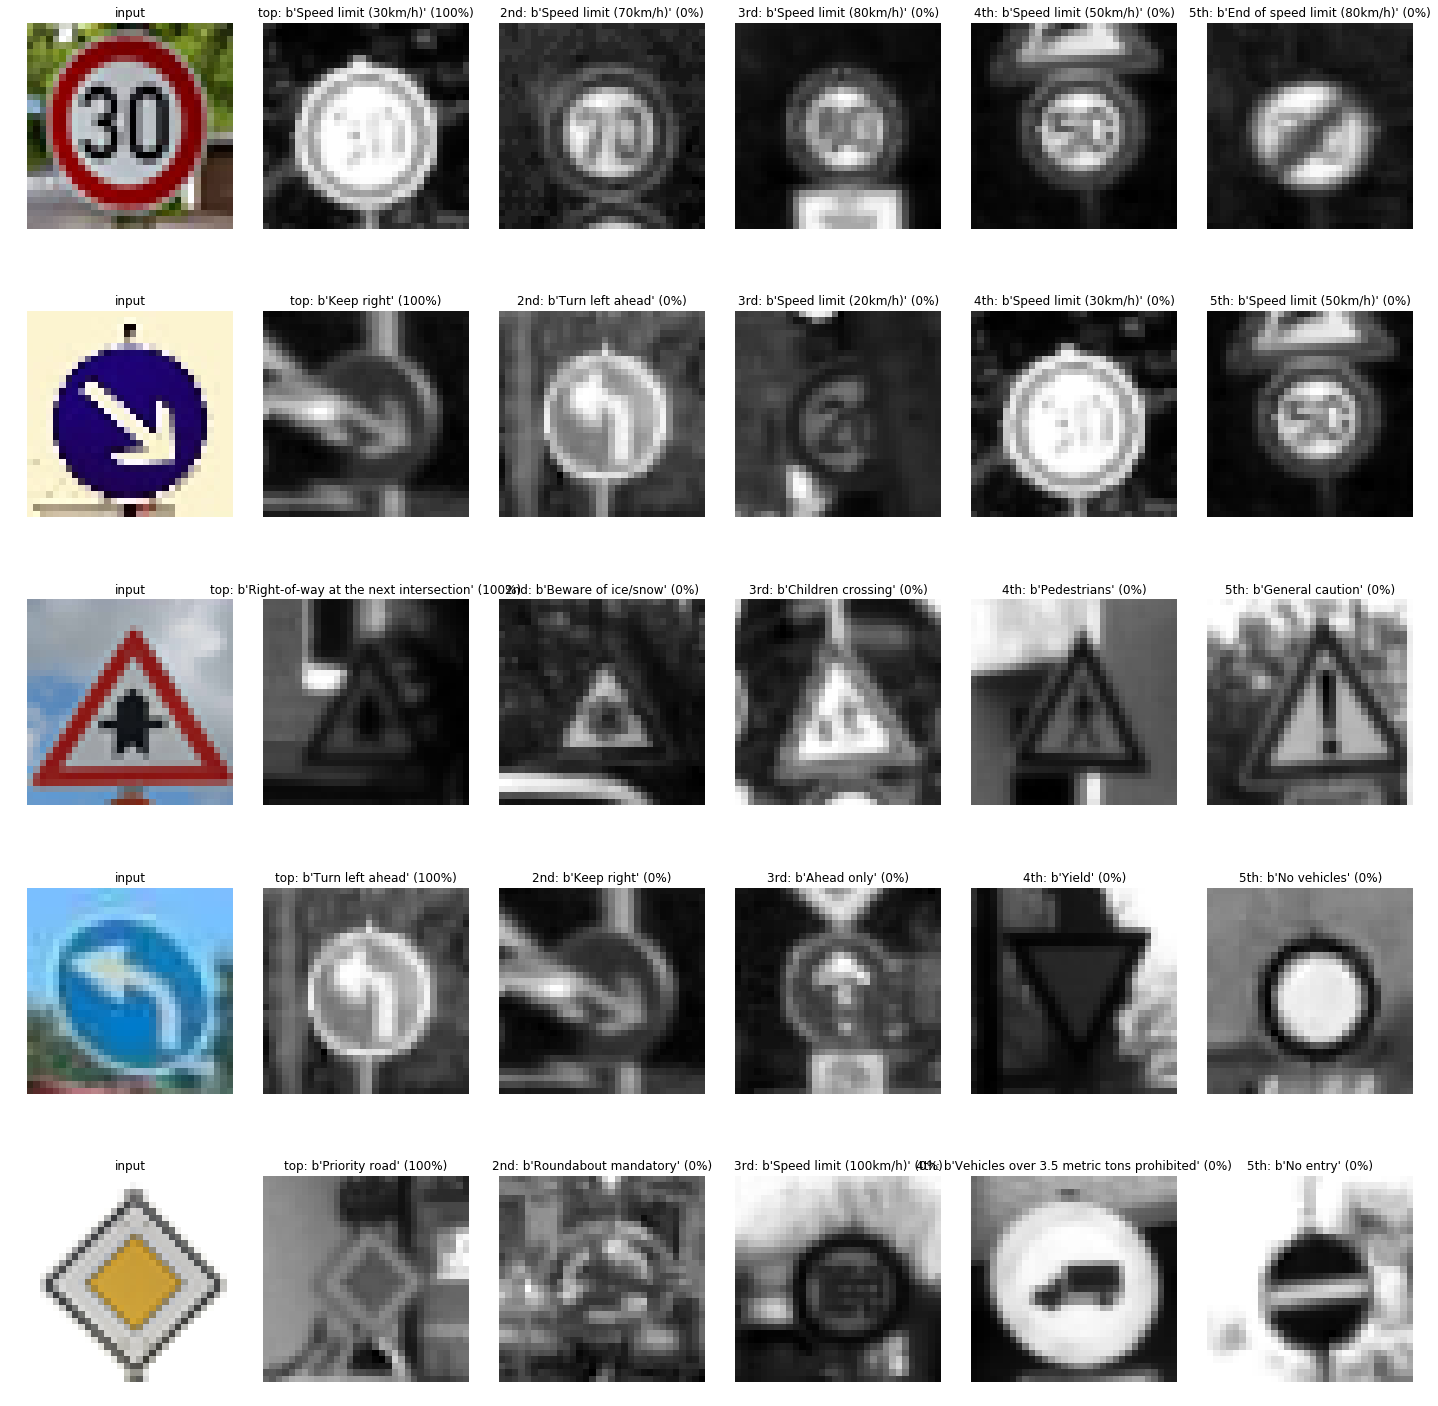 input
top: b'Speed limit (30km/h)' (100%)
2nd: b'Speed limit (70km/h)' (0%)
3rd: b'Speed limit (80km/h)' (0%)
4th: b'Speed limit (50km/h)' (0%)
5th: b'End of speed limit (80km/h)' (0%)
30
30
70
50
input
top: b'Keep right' (100%)
2nd: b'Turn left ahead' (0%)
3rd: b'Speed limit (20km/h)' (0%)
4th: b'Speed limit (30km/h)' (0%)
5th: b'Speed limit (50km/h)' (0%)
30
50
input
top: b'Right-of-way at the next intersection' (100%)
2nd: b'Beware of ice/snow' (0%)
3rd: b'Children crossing' (0%)
4th: b'Pedestrians' (0%)
5th: b'General caution' (0%)
input
top: b'Turn left ahead' (100%)
2nd: b'Keep right' (0%)
3rd: b'Ahead only' (0%)
4th: b'Yield' (0%)
5th: b'No vehicles' (0%)
input
top: b'Priority road' (100%)
2nd: b'Roundabout mandatory' (0%)
3rd: b'Speed limit (100km/h)' (0%)
4th: b'Vehicles over 3.5 metric tons prohibited' (0%)
5th: b'No entry' (0%)